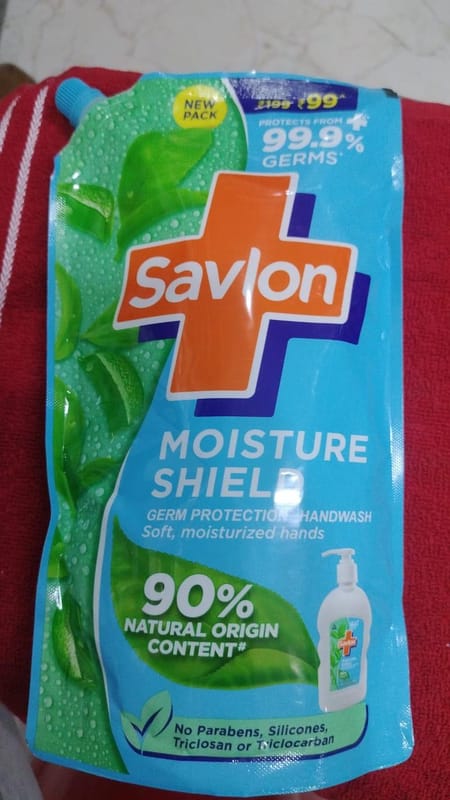 NEW
PACK
₹199 ₹99^
PROTECTS FROM
99.9%
GERMS*
Savlon
MOISTURE
SHIELD
GERM PROTECTION HANDWASH
Soft, moisturized hands
90%
NATURAL ORIGIN
CONTENT#
Savlon
No Parabens, Silicones,
Triclosan or Triclocarban